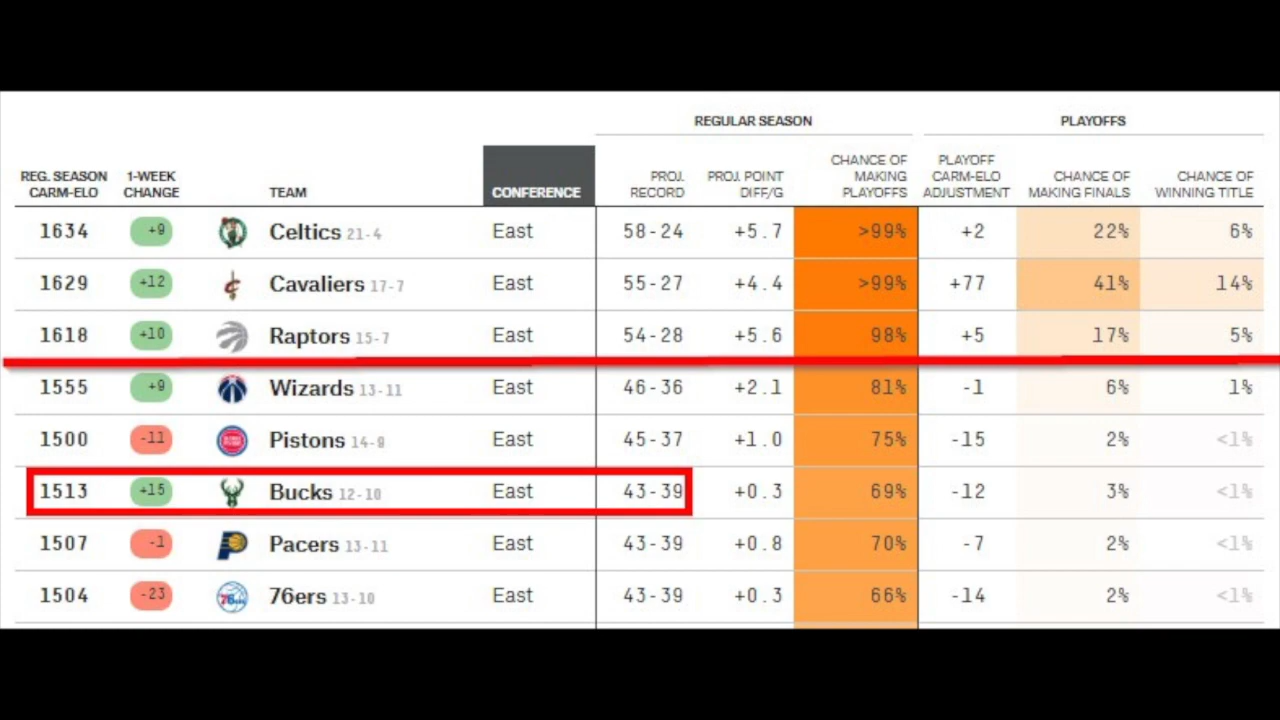 REGULAR SEASON PLAYOFFS
REG. SEASON CARM-ELO 1-WEEK CHANGE TEAM CONFERENCE PROJ. RECORD PROJ. POINT DIFF/G CHANCE OF MAKING PLAYOFFS PLAYOFF CARM-ELO ADJUSTMENT CHANCE OF MAKING FINALS CHANCE OF WINNING TITLE
1634 +9 Celtics 21-4 East 58-24 +5.7 >99% +2 22% 6%
1629 +12 Cavaliers 17-7 East 55-27 +4.4 >99% +77 41% 14%
1618 +10 Raptors 15-7 East 54-28 +5.6 98% +5 17% 5%
1555 +9 Wizards 13-11 East 46-36 +2.1 81% -1 6% 1%
1500 -11 Pistons 14-9 East 45-37 +1.0 75% -15 2% <1%
1513 +15 Bucks 12-10 East 43-39 +0.3 69% -12 3% <1%
1507 -1 Pacers 13-11 East 43-39 +0.8 70% -7 2% <1%
1504 -23 76ers 13-10 East 43-39 +0.3 66% -14 2% <1%